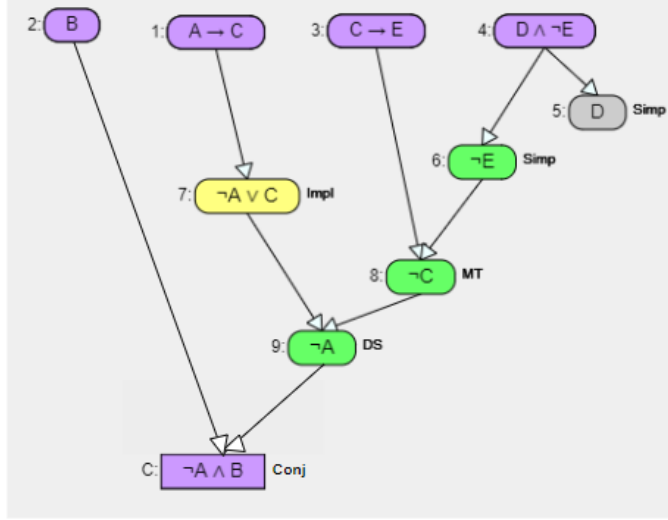 2: B
1: A → C
3: C → E
4: D ∧ ¬E
5: D Simp
6: ¬E Simp
7: ¬A ∨ C Impl
8: ¬C MT
9: ¬A DS
C: ¬A ∧ B Conj